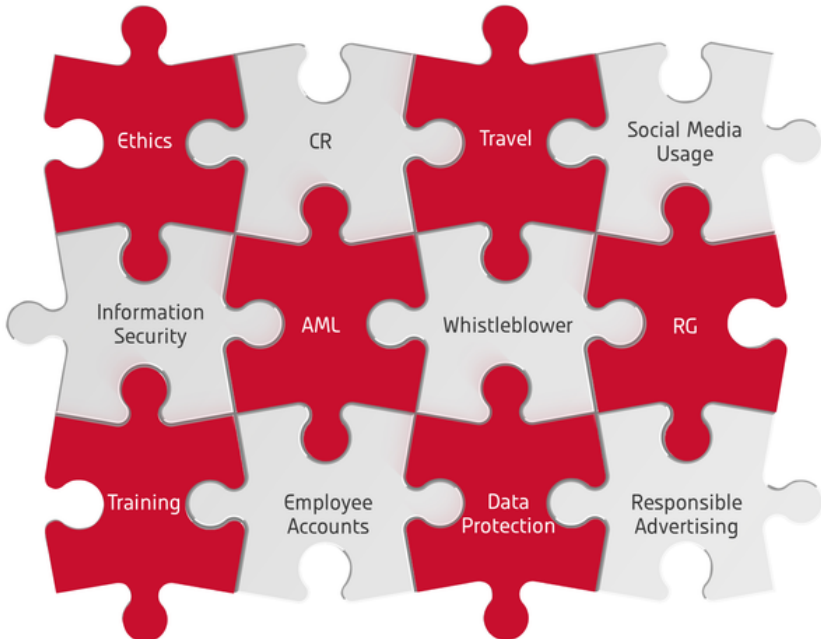 Ethics
CR
Travel
Social Media
Usage
Information
Security
AML
Whistleblower
RG
Training
Employee
Accounts
Data
Protection
Responsible
Advertising